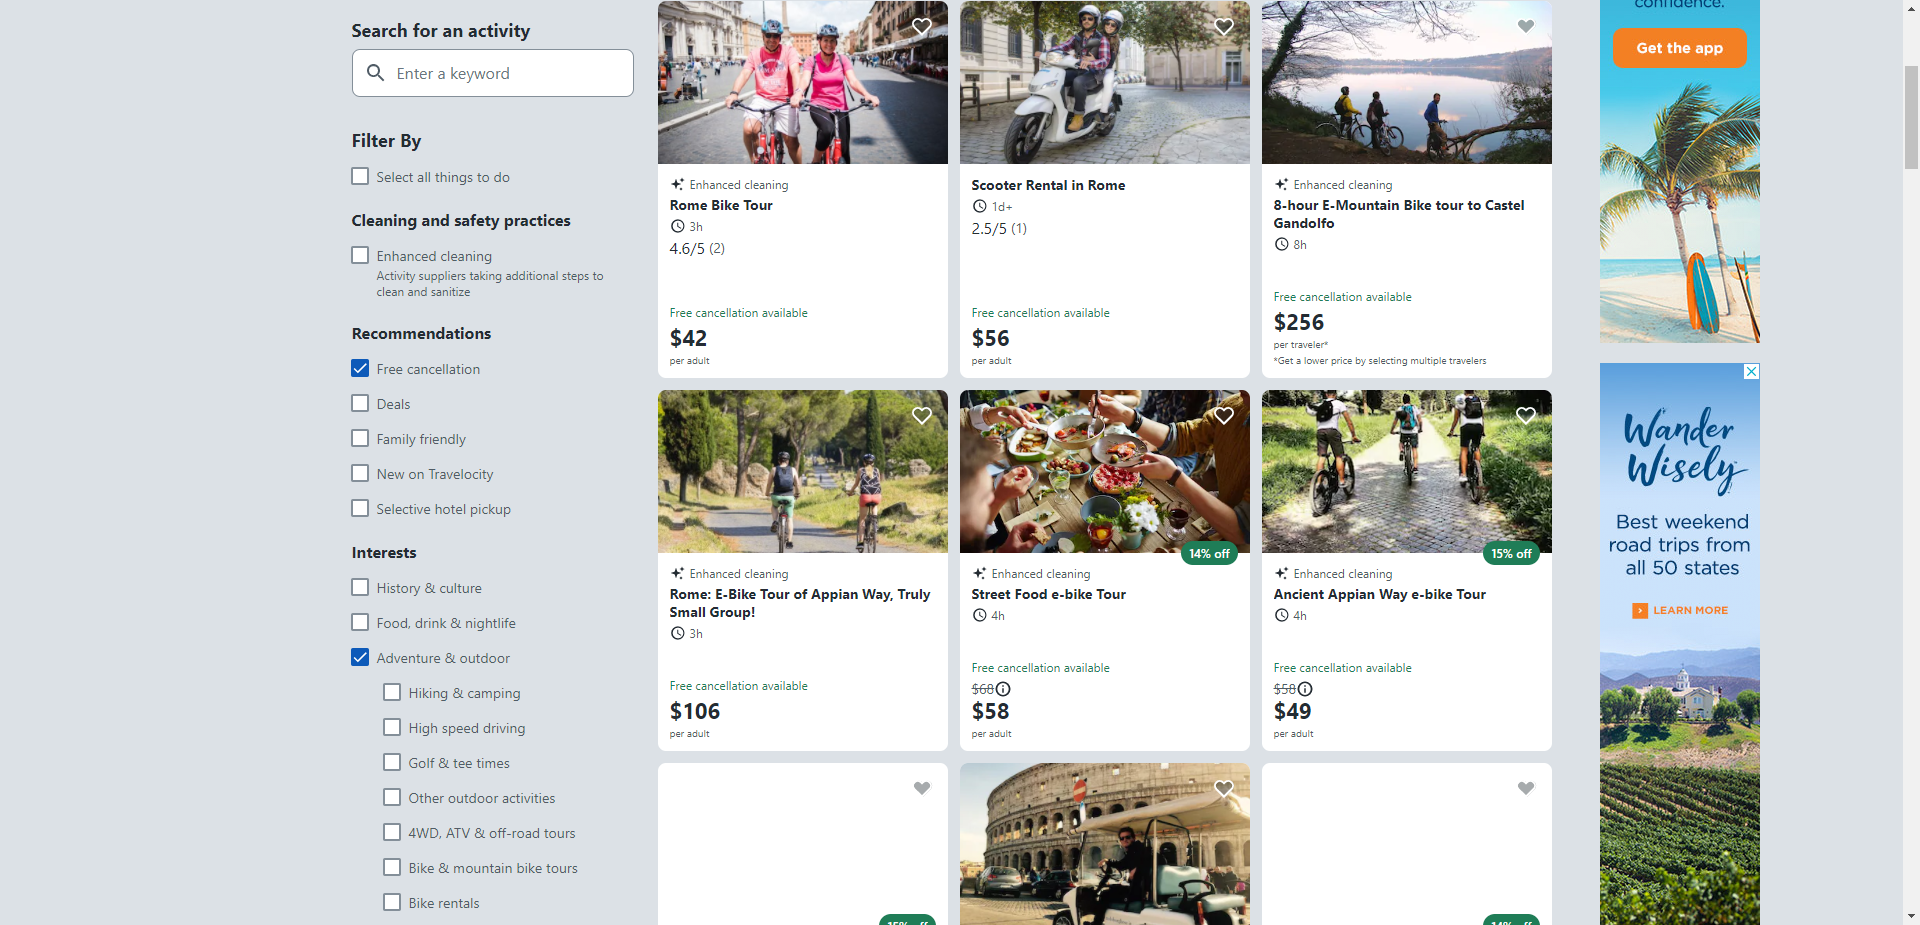 Search for an activity
Enter a keyword
Filter By
Select all things to do
Cleaning and safety practices
Enhanced cleaning
Activity suppliers taking additional steps to
clean and sanitize
Recommendations
Free cancellation
Deals
Family friendly
New on Travelocity
Selective hotel pickup
Interests
History & culture
Food, drink & nightlife
Adventure & outdoor
Hiking & camping
High speed driving
Golf & tee times
Other outdoor activities
4WD, ATV & off-road tours
Bike & mountain bike tours
Bike rentals
Enhanced cleaning
Rome Bike Tour
3h
4.6/5 (2)
Free cancellation available
$42
per adult
Scooter Rental in Rome
1d+
2.5/5 (1)
Free cancellation available
$56
per adult
Enhanced cleaning
8-hour E-Mountain Bike tour to Castel
Gandolfo
8h
Free cancellation available
$256
per traveler*
*Get a lower price by selecting multiple travelers
Enhanced cleaning
Rome: E-Bike Tour of Appian Way, Truly
Small Group!
3h
Free cancellation available
$106
per adult
14% off
Enhanced cleaning
Street Food e-bike Tour
4h
Free cancellation available
$68
$58
per adult
15% off
Enhanced cleaning
Ancient Appian Way e-bike Tour
4h
Free cancellation available
$58
$49
per adult
15% off
14% off
confidence.
Get the app
Wander
Wisely
Best weekend
road trips from
all 50 states
LEARN MORE